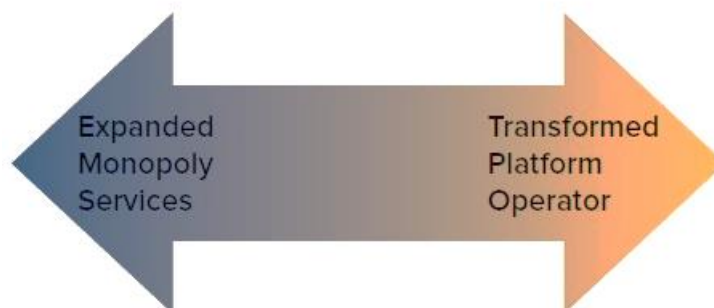 Expanded
Monopoly
Services
Transformed
Platform
Operator